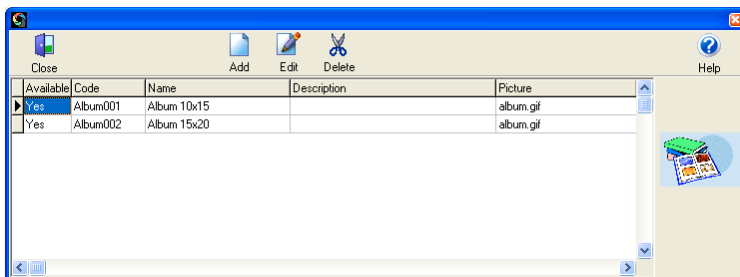 Close Add Edit Delete Help
Available Code Name Description Picture
Yes Album001 Album 10x15 album.gif
Yes Album002 Album 15x20 album.gif